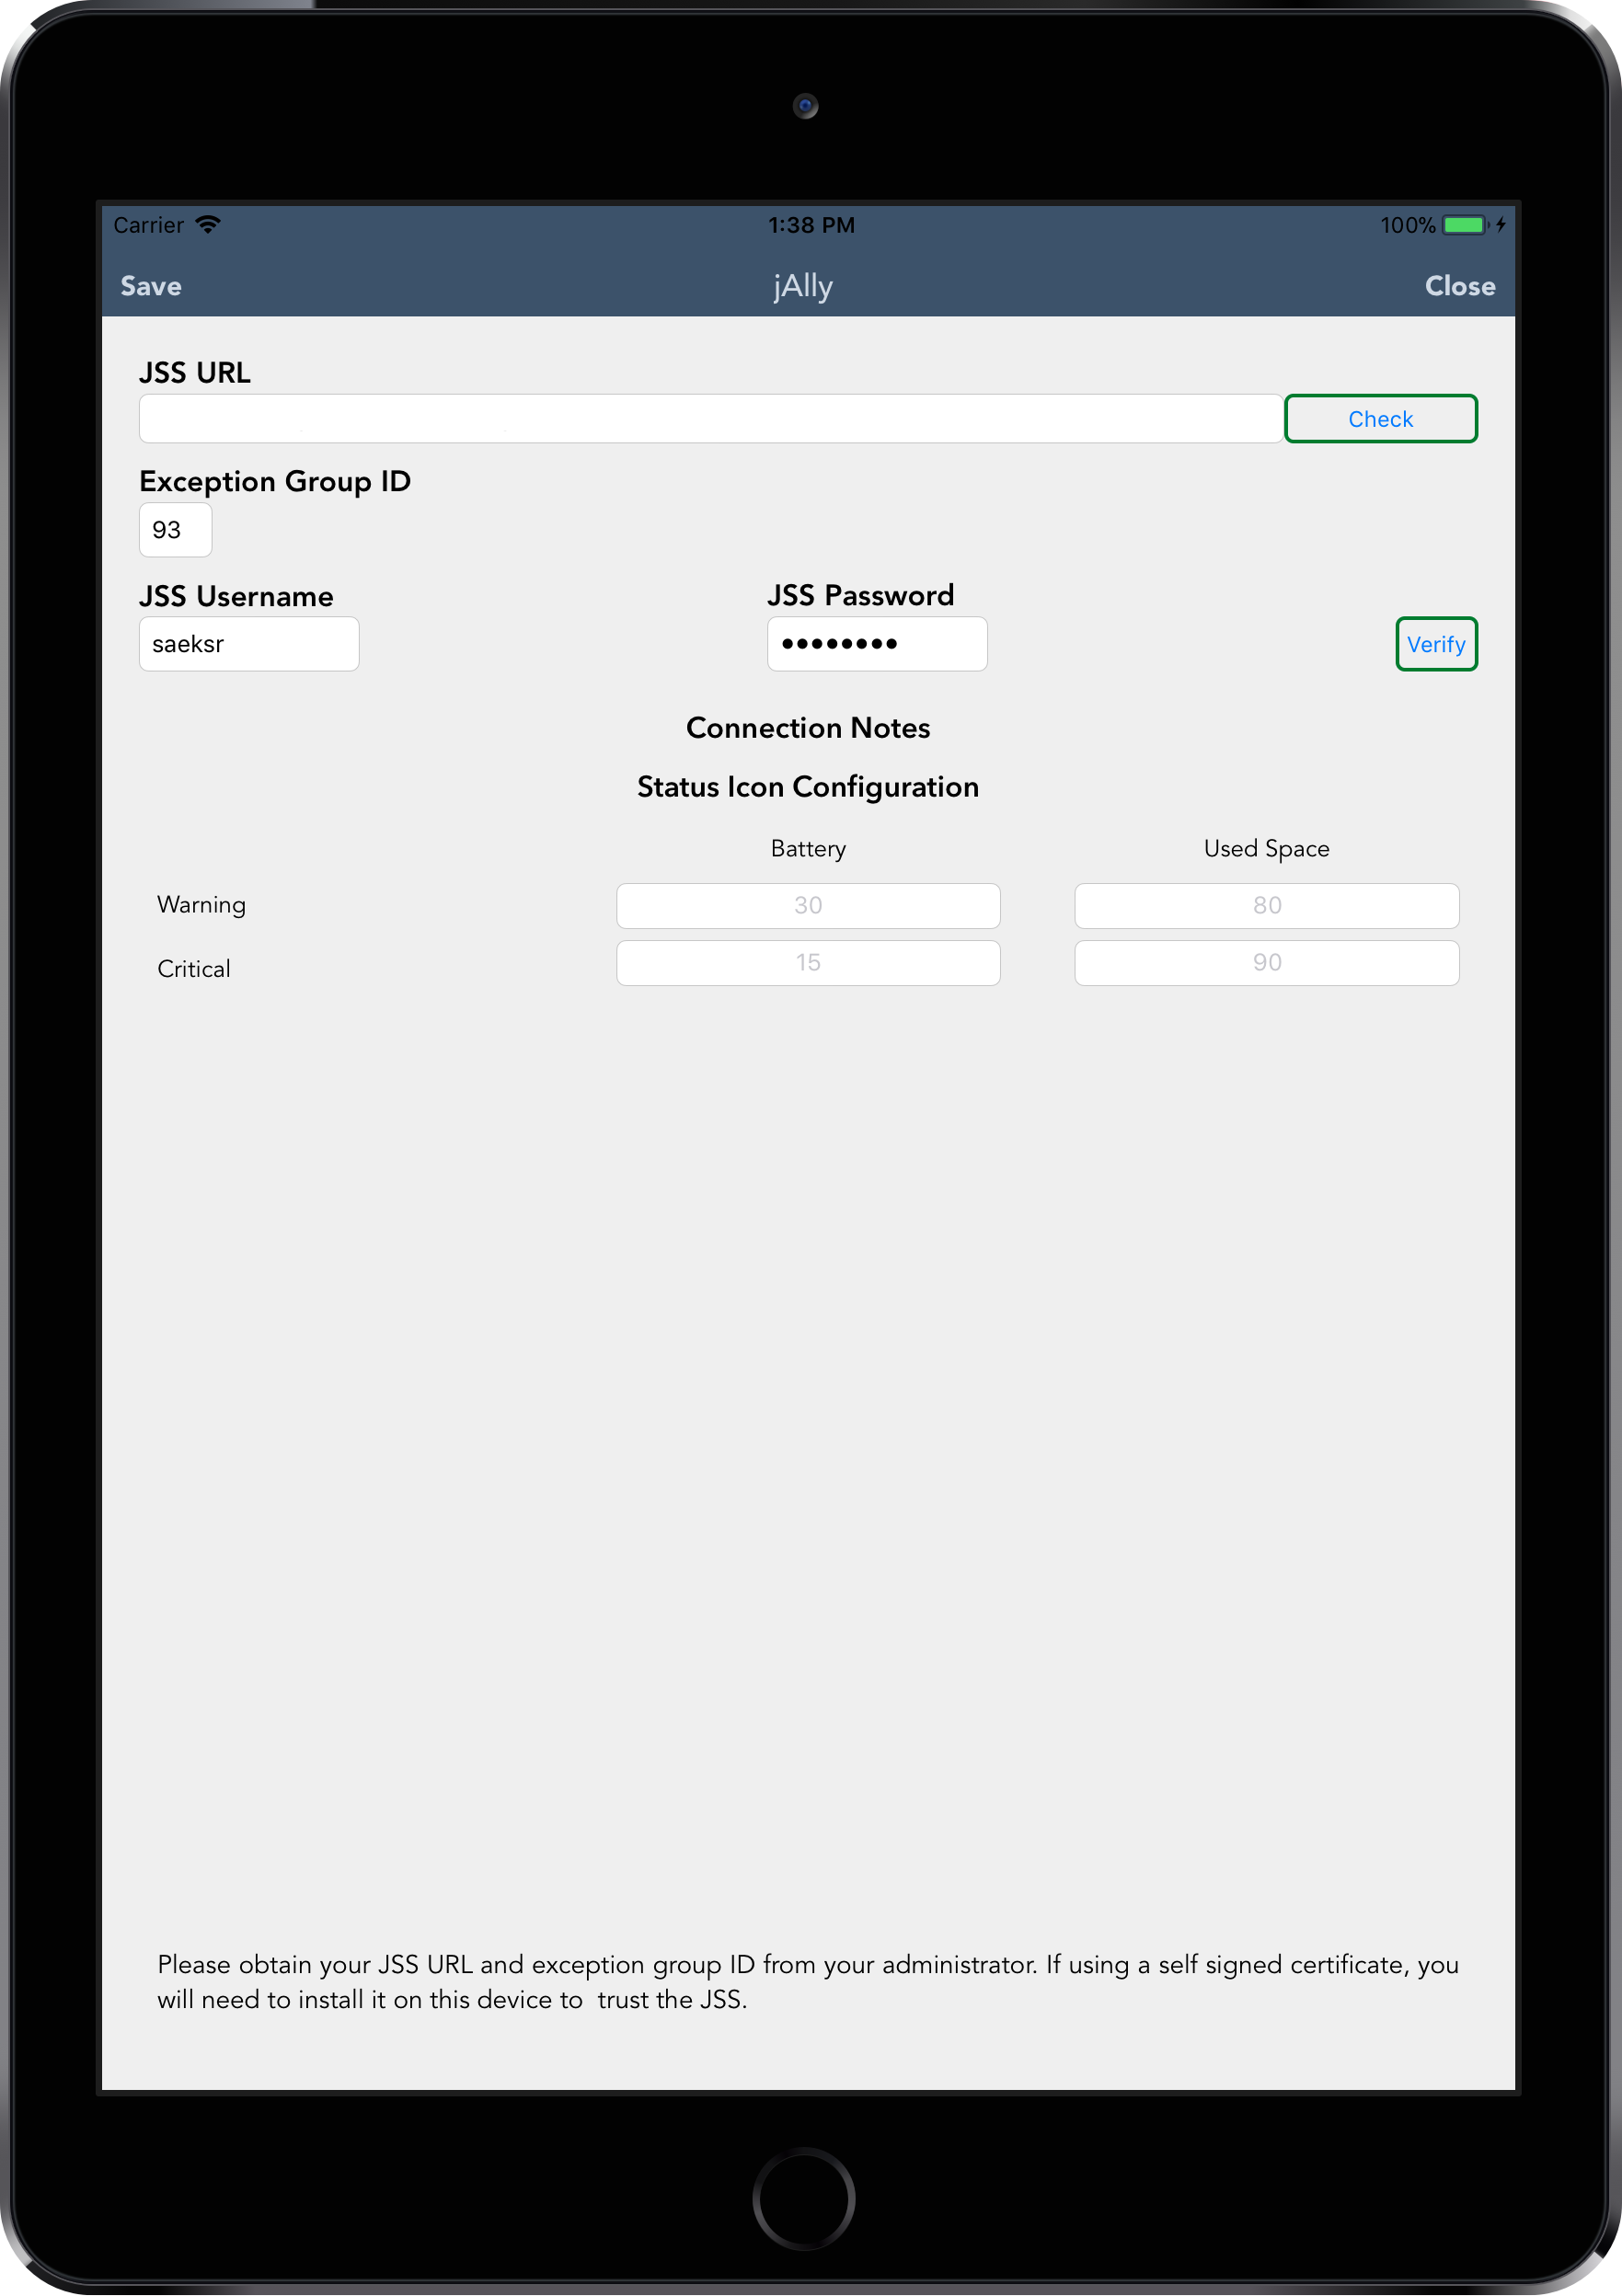 Carrier 1:38 PM 100%
Save jAlly Close
JSS URL
Check
Exception Group ID
93
JSS Username JSS Password
saeksr •••••••• Verify
Connection Notes
Status Icon Configuration
Battery Used Space
Warning 30 80
Critical 15 90
Please obtain your JSS URL and exception group ID from your administrator. If using a self signed certificate, you
will need to install it on this device to  trust the JSS.